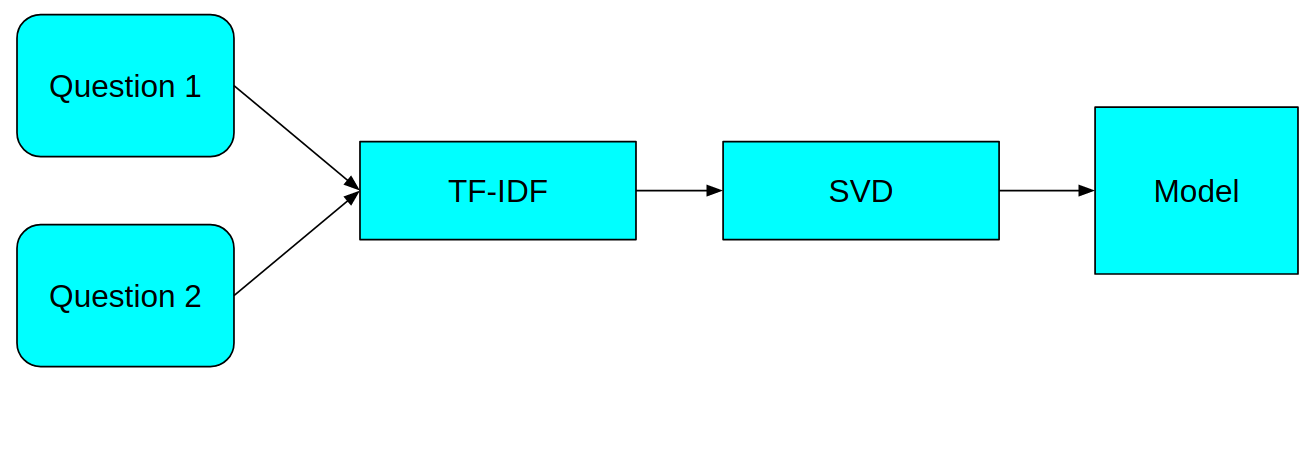 Question 1
Question 2
TF-IDF
SVD
Model